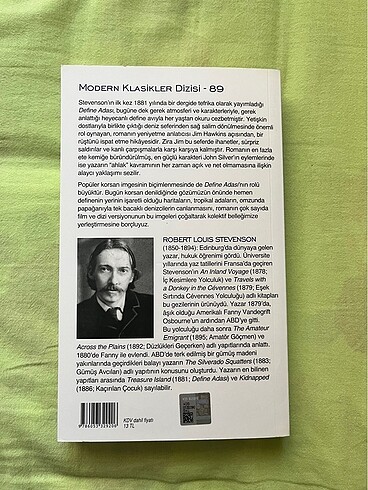 MODERN KLASİKLER DİZİSİ - 89
Stevenson'ın ilk kez 1881 yılında bir dergide tefrika olarak yayımladığı
Define Adası, bugüne dek gerek atmosferi ve karakterleriyle, gerek
anlattığı heyecanlı define avıyla her yaştan okuru cezbetmiştir. Yetişkin
dostlarıyla birlikte çıktığı deniz seferinden sağ salim dönülmesinde önemli
rol oynayan, romanın yeniyetme anlatıcısı Jim Hawkins açısından, bir
rüştünü ispat etme hikâyesidir. Zira Jim bu seferde ihanetler, sürpriz
saldırılar ve kanlı çarpışmalarla karşı karşıya kalmıştır. Romanın en fazla
ete kemiğe büründürülmüş, en güçlü karakteri John Silver'ın eylemlerinde
ise yazarın "ahlak" kavramının her zaman açık ve net olmamasına ilişkin
alaycı yaklaşımı sezilir.
Popüler korsan imgesinin biçimlenmesinde de Define Adası'nın rolü
büyüktür. Bugün korsan denildiğinde gözümüzün önünde hemen
definenin yerinin işaretli olduğu haritaların, tropikal adaların, omzunda
papağanıyla tek bacaklı denizcilerin canlanmasını, romanın çok sayıda
film ve dizi versiyonunun bu imgeleri çoğaltarak kolektif belleğimize
yerleştirmesine borçluyuz.
ROBERT LOUIS STEVENSON
(1850-1894): Edinburg'da dünyaya gelen
yazar, hukuk öğrenimi gördü. Üniversite
yıllarında yaz tatillerini Fransa'da geçiren
Stevenson'ın An Inland Voyage (1878;
İç Kesimlere Yolculuk) ve Travels with
a Donkey in the Cévennes (1879; Eşek
Sırtında Cévennes Yolculuğu) adlı kitapları
bu gezilerinin ürünüydü. Yazar 1879'da,
âşık olduğu Amerikalı Fanny Vandegrift
Osbourne'un ardından ABD'ye gitti.
Bu yolculuğu daha sonra The Amateur
Emigrant (1895; Amatör Göçmen) ve
Across the Plains (1892; Düzlükleri Geçerken) adlı yapıtlarında anlattı.
1880'de Fanny ile evlendi. ABD'de terk edilmiş bir gümüş madeni
yakınlarında geçirdikleri balayı yazarın The Silverado Squatters (1883;
Gümüş Avcıları) adlı yapıtının konusunu oluşturdu. Yazarın en bilinen
yapıtları arasında Treasure Island (1881; Define Adası) ve Kidnapped
(1886; Kaçırılan Çocuk) sayılabilir.
KDV dahil fiyatı
13 TL